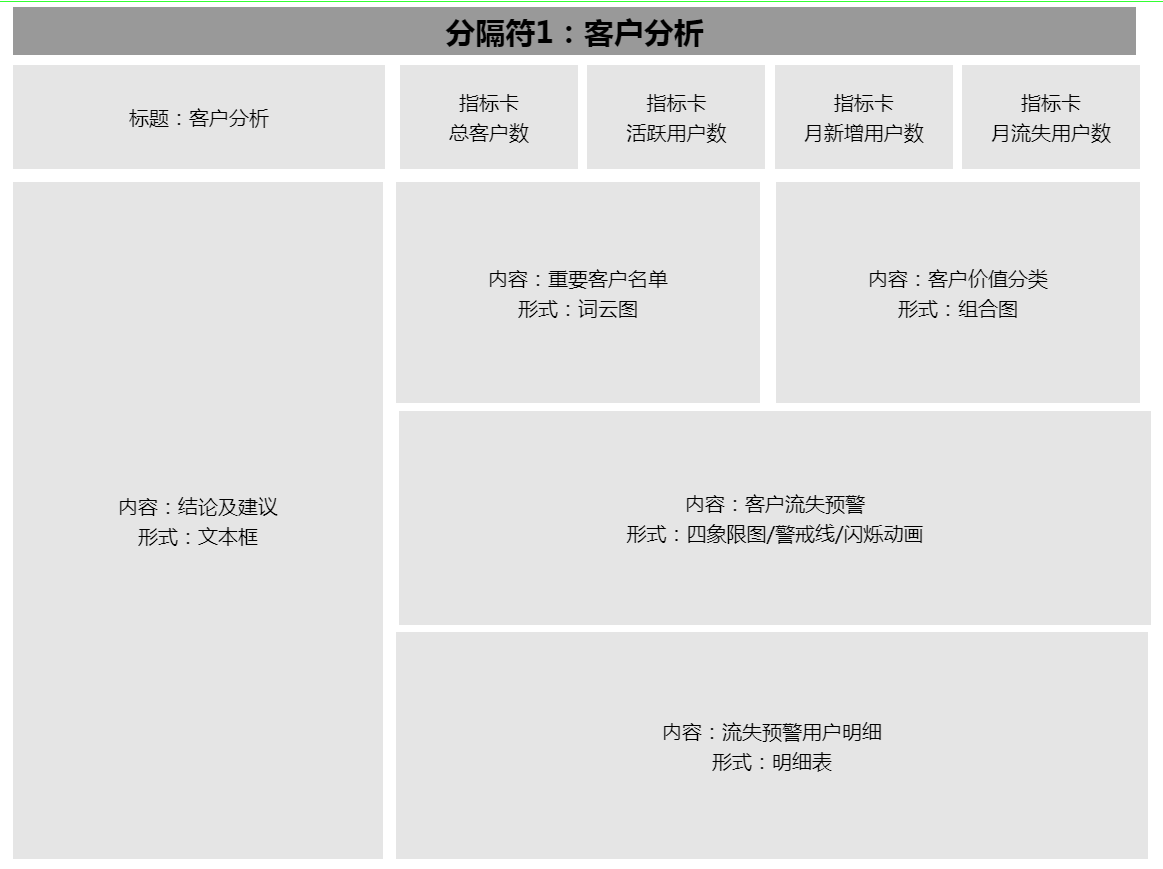 分隔符1：客户分析
标题：客户分析
指标卡
总客户数
指标卡
活跃用户数
指标卡
月新增用户数
指标卡
月流失用户数
内容：结论及建议
形式：文本框
内容：重要客户名单
形式：词云图
内容：客户价值分类
形式：组合图
内容：客户流失预警
形式：四象限图/警戒线/闪烁动画
内容：流失预警用户明细
形式：明细表